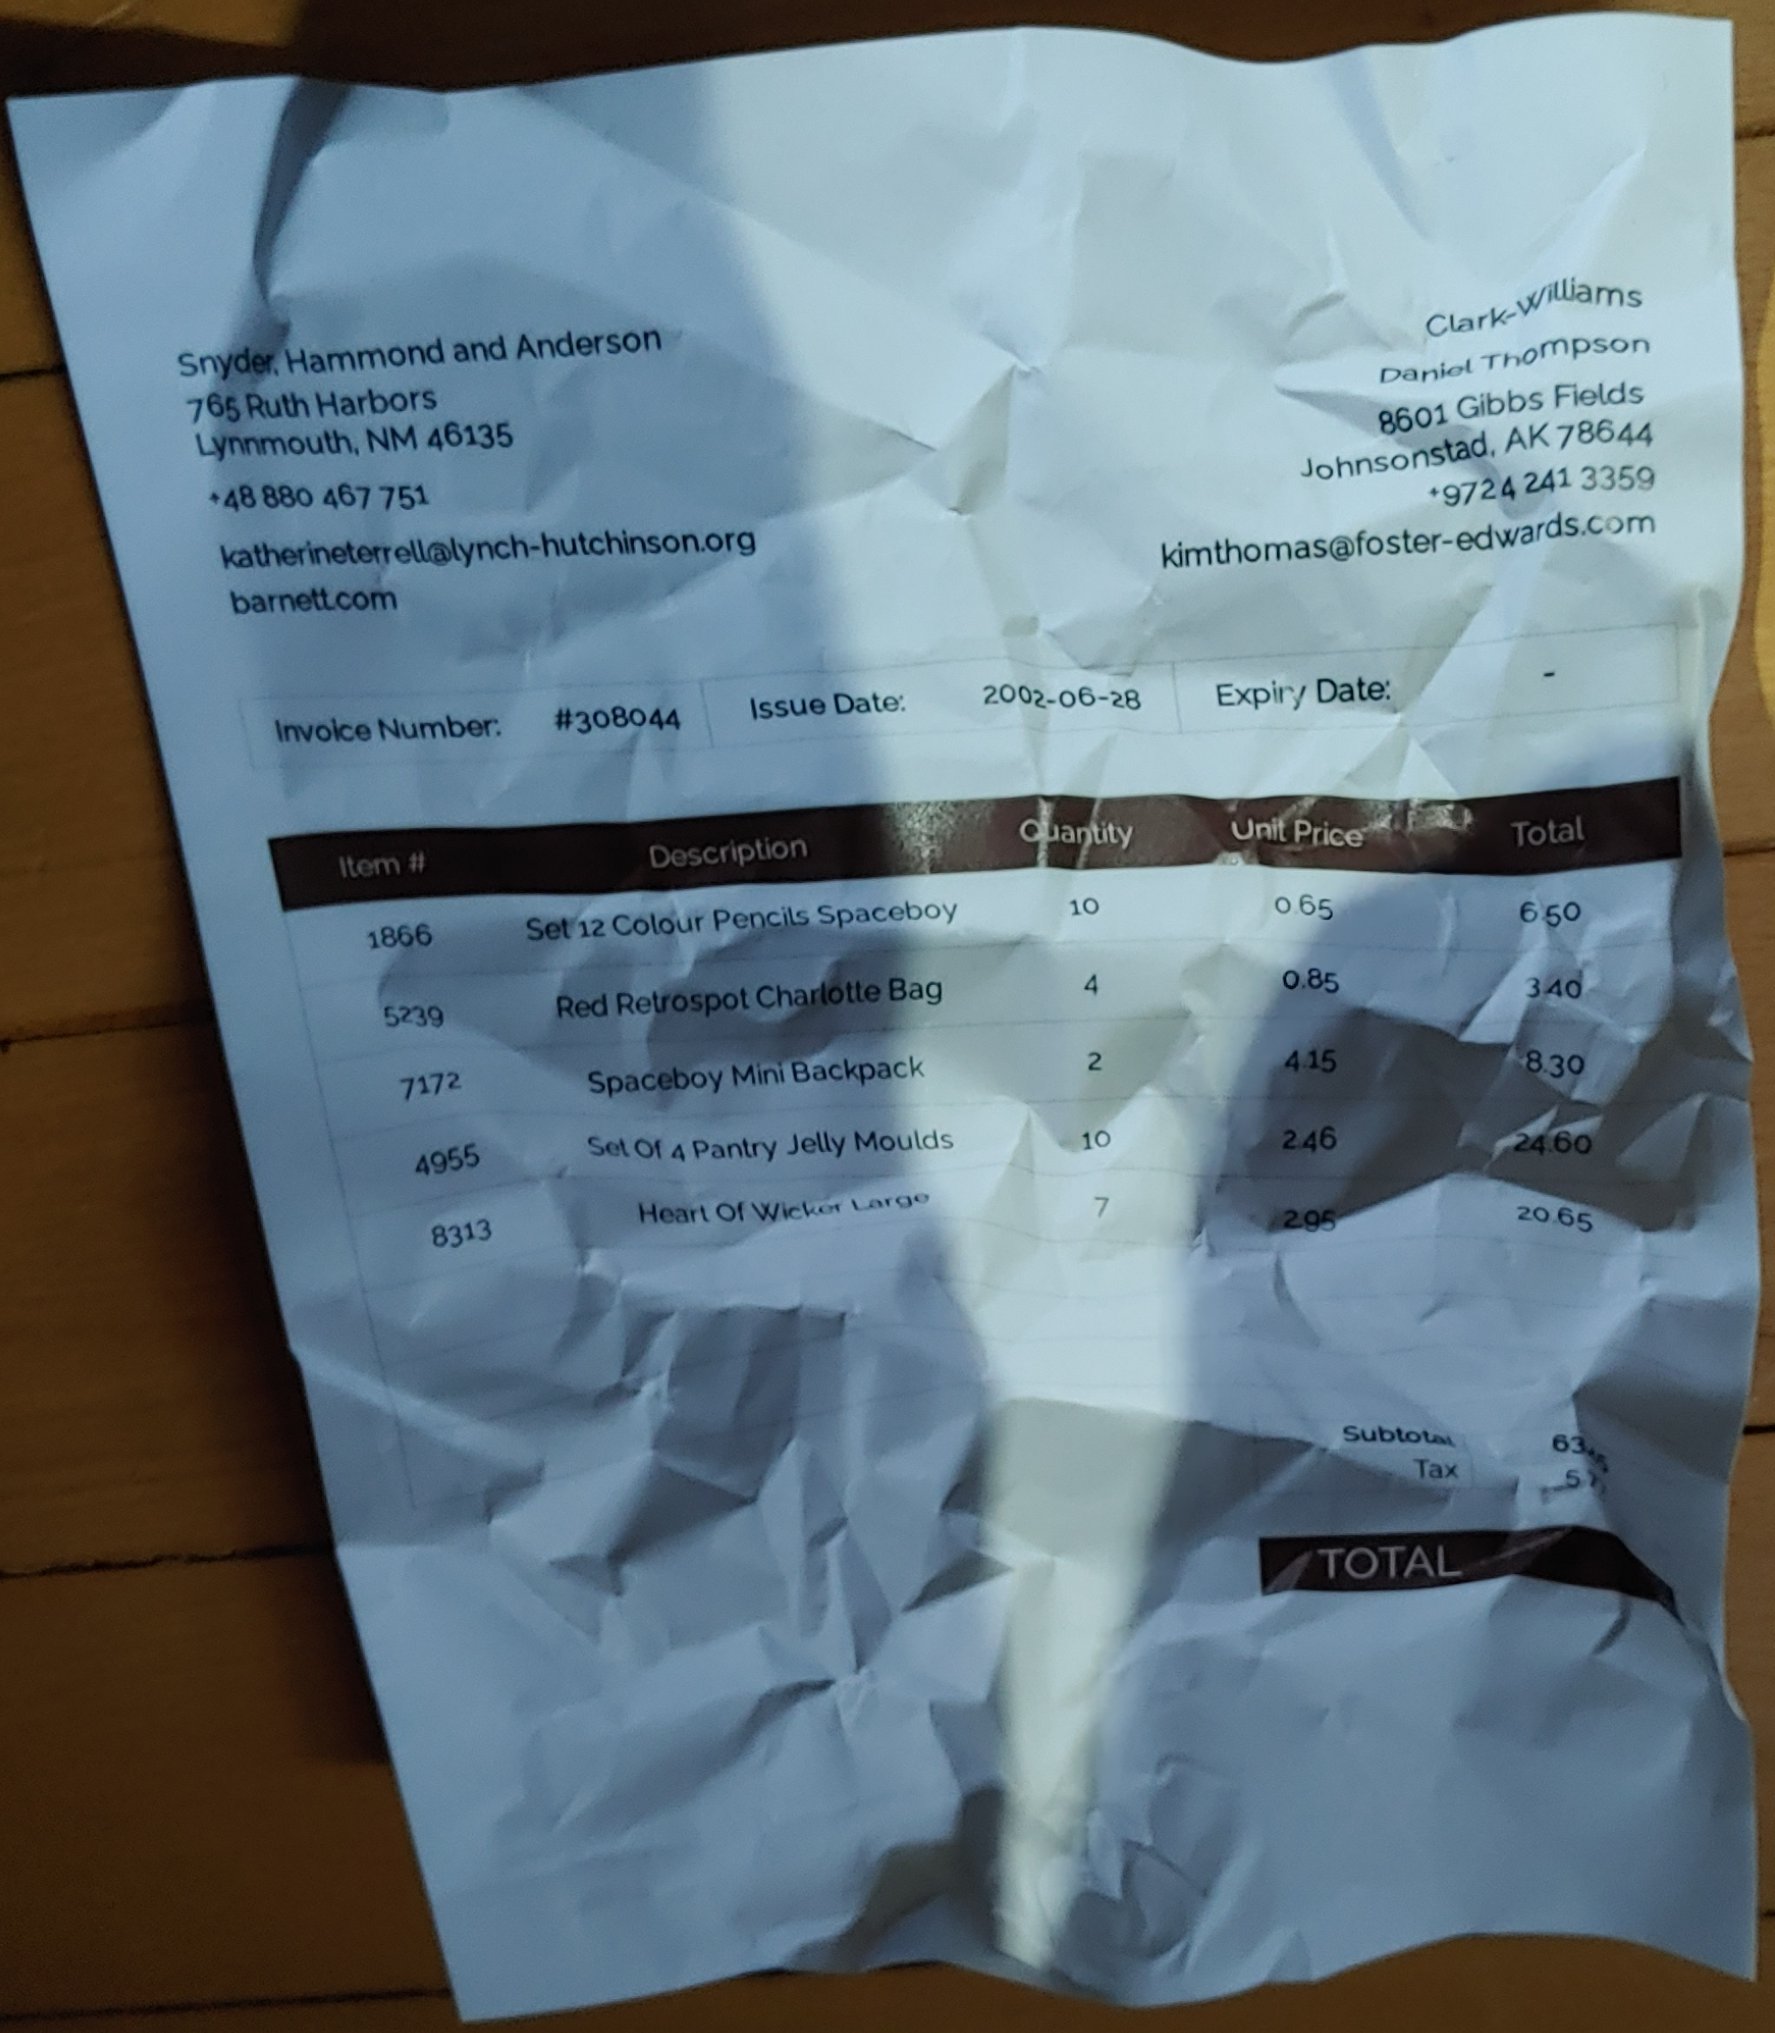 Snyder, Hammond and Anderson
765 Ruth Harbors
Lynnmouth, NM 46135
+48 880 467 751
katherineterrell@lynch-hutchinson.org
barnett.com
Clark-Williams
Daniel Thompson
8601 Gibbs Fields
Johnsonstad, AK 78644
+9724 241 3359
kimthomas@foster-edwards.com
Invoice Number: #308044 Issue Date: 2002-06-28 Expiry Date: -
Item # Description Quantity Unit Price Total
1866 Set 12 Colour Pencils Spaceboy 10 0.65 6.50
5239 Red Retrospot Charlotte Bag 4 0.85 3.40
7172 Spaceboy Mini Backpack 2 4.15 8.30
4955 Set Of 4 Pantry Jelly Moulds 10 2.46 24.60
8313 Heart Of Wicker Large 7 2.95 20.65
Subtotal
Tax
TOTAL